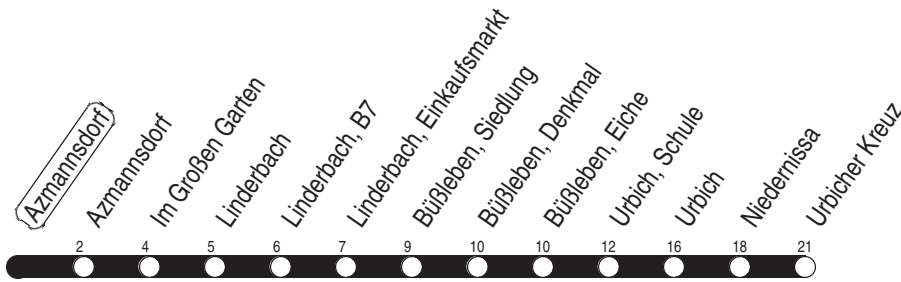 Azmannsdorf
Azmannsdorf
Im Großen Garten
Linderbach
Linderbach, B7
Linderbach, Einkaufsmarkt
Büßleben, Siedlung
Büßleben, Denkmal
Büßleben, Eiche
Urbich, Schule
Urbich
Niedernissa
Urbicher Kreuz
2 4 5 6 7 9 10 10 12 16 18 21